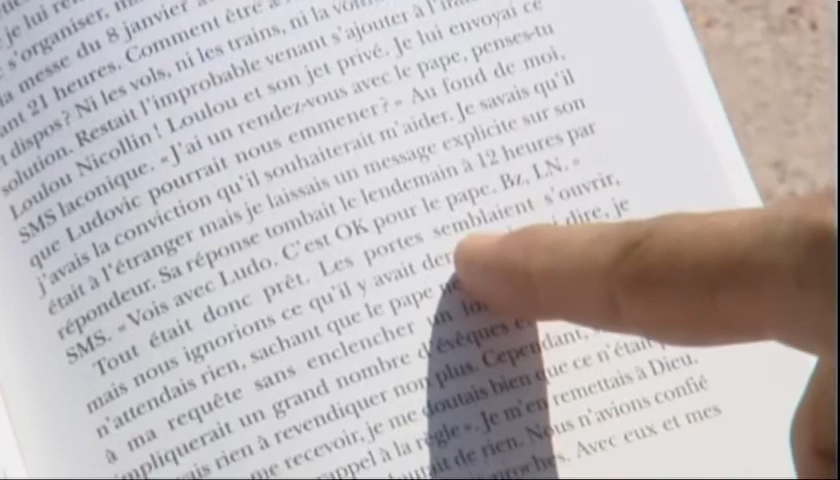 je lui
s'organiser,
la messe du 8 janvier
ant 21 heures. Comment être à
t dispos? Ni les vols, ni les trains, ni la
solution. Restait l'improbable venant s'ajouter à
Loulou Nicollin! Loulou et son jet privé. Je lui envoyai ce
SMS laconique. « J'ai un rendez-vous avec le pape, penses-tu
que Ludovic pourrait nous emmener? » Au fond de moi,
j'avais la conviction qu'il souhaiterait m'aider. Je savais qu'il
était à l'étranger mais je laissais un message explicite sur son
répondeur. Sa réponse tombait le lendemain à 12 heures par
SMS. « Vois avec Ludo. C'est OK pour le pape. Bz, LN. »
Tout était donc prêt. Les portes semblaient s'ouvrir,
mais nous ignorions ce qu'il y avait dire, je
n'attendais rien, sachant que le pape
à ma requête sans enclencher un
impliquerait un grand nombre d'évêques
rien à revendiquer non plus. Cependant,
me recevoir, je me doutais bien que ce n'était
rappel à la règle ». Je m'en remettais à Dieu.
de rien. Nous n'avions confié
proches. Avec eux et mes